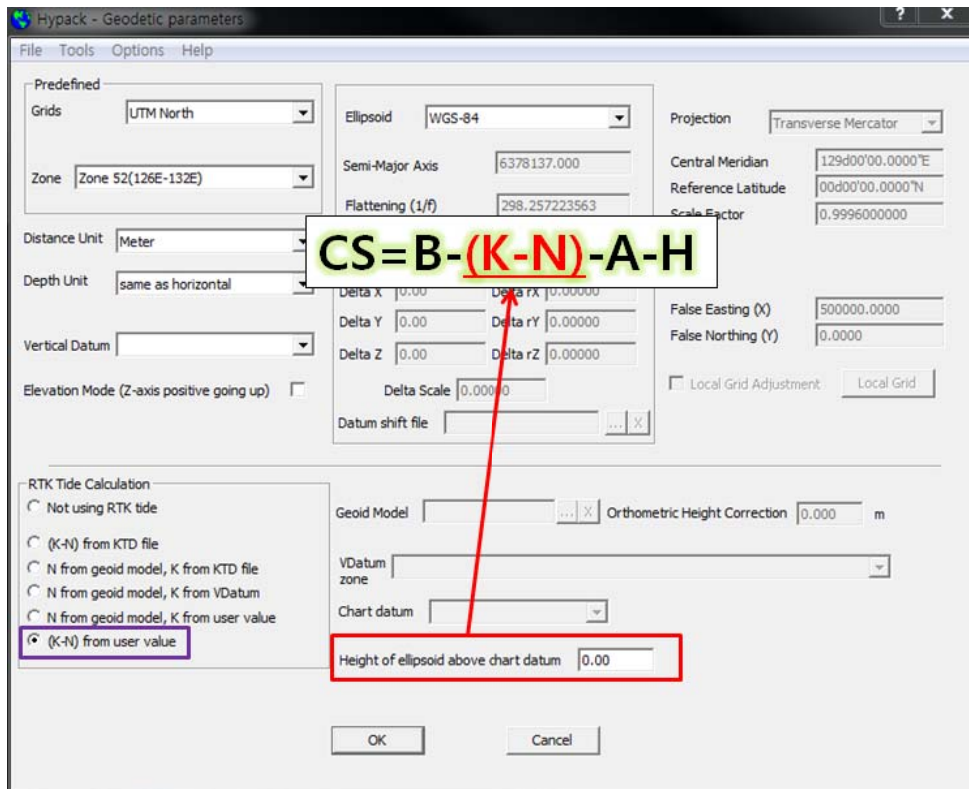 Hypack - Geodetic parameters
? x
File Tools Options Help
Predefined
Grids UTM North
Zone Zone 52(126E-132E)
Distance Unit Meter
Depth Unit same as horizontal
Vertical Datum
Elevation Mode (Z-axis positive going up)
Ellipsoid WGS-84
Semi-Major Axis 6378137.000
Flattening (1/f) 298.257223563
CS=B-(K-N)-A-H
Delta X 0.00 Delta rX 0.00000
Delta Y 0.00 Delta rY 0.00000
Delta Z 0.00 Delta rZ 0.00000
Delta Scale 0.00000
Datum shift file ... X
Projection Transverse Mercator
Central Meridian 129d00'00.0000"E
Reference Latitude 00d00'00.0000"N
Scale Factor 0.9996000000
False Easting (X) 500000.0000
False Northing (Y) 0.0000
Local Grid Adjustment Local Grid
RTK Tide Calculation
Not using RTK tide
(K-N) from KTD file
N from geoid model, K from KTD file
N from geoid model, K from VDatum
N from geoid model, K from user value
(K-N) from user value
Geoid Model ... X Orthometric Height Correction 0.000 m
VDatum
zone
Chart datum
Height of ellipsoid above chart datum 0.00
OK Cancel